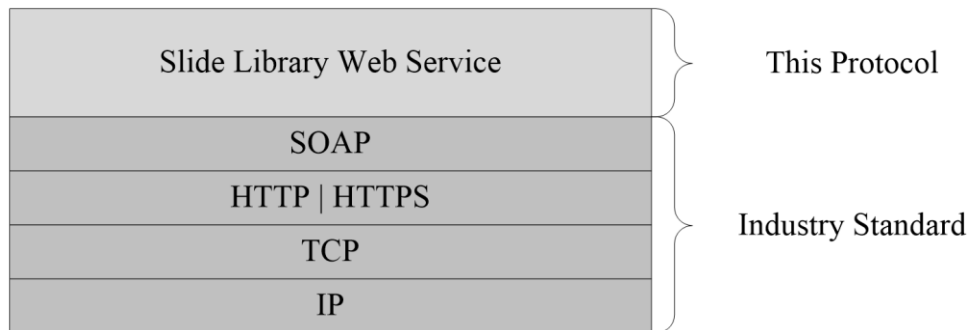 Slide Library Web Service
This Protocol
SOAP
HTTP | HTTPS
TCP
IP
Industry Standard